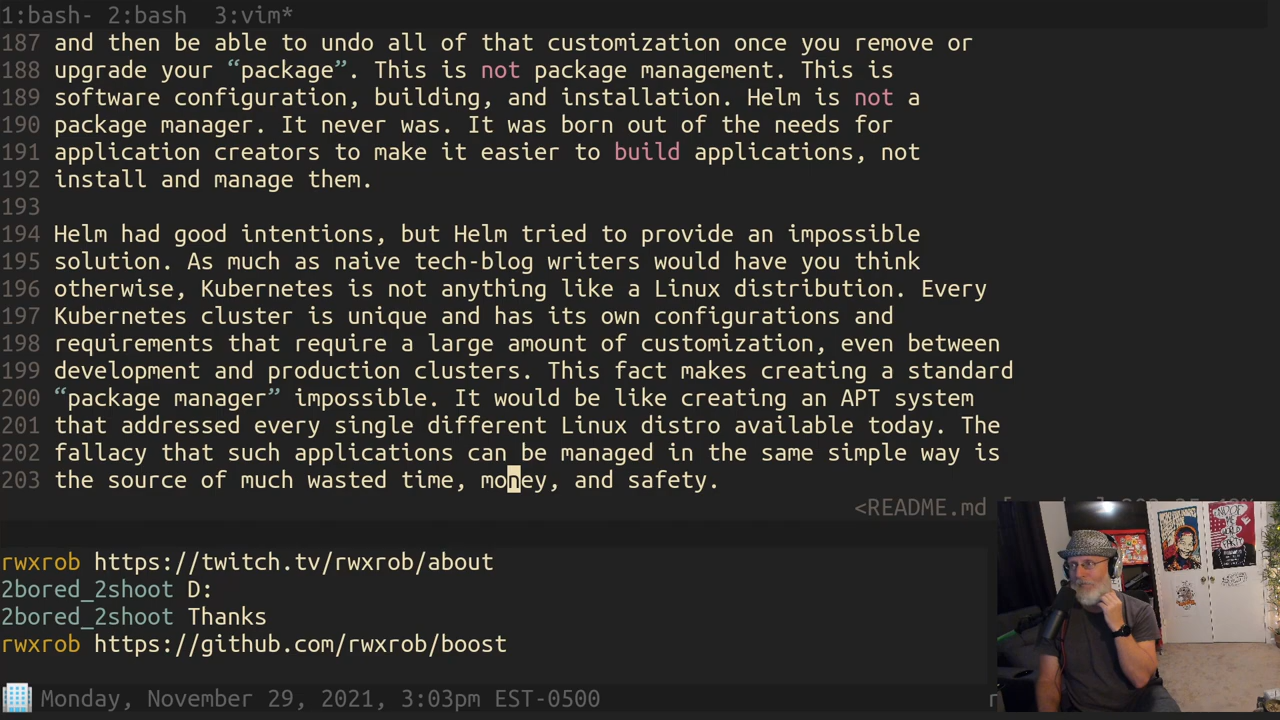 1:bash- 2:bash  3:vim*
187 and then be able to undo all of that customization once you remove or
188 upgrade your “package”. This is not package management. This is
189 software configuration, building, and installation. Helm is not a
190 package manager. It never was. It was born out of the needs for
191 application creators to make it easier to build applications, not
192 install and manage them.
193
194 Helm had good intentions, but Helm tried to provide an impossible
195 solution. As much as naive tech-blog writers would have you think
196 otherwise, Kubernetes is not anything like a Linux distribution. Every
197 Kubernetes cluster is unique and has its own configurations and
198 requirements that require a large amount of customization, even between
199 development and production clusters. This fact makes creating a standard
200 “package manager” impossible. It would be like creating an APT system
201 that addressed every single different Linux distro available today. The
202 fallacy that such applications can be managed in the same simple way is
203 the source of much wasted time, money, and safety.
<README.md
rwxrob https://twitch.tv/rwxrob/about
2bored_2shoot D:
2bored_2shoot Thanks
rwxrob https://github.com/rwxrob/boost
Monday, November 29, 2021, 3:03pm EST-0500